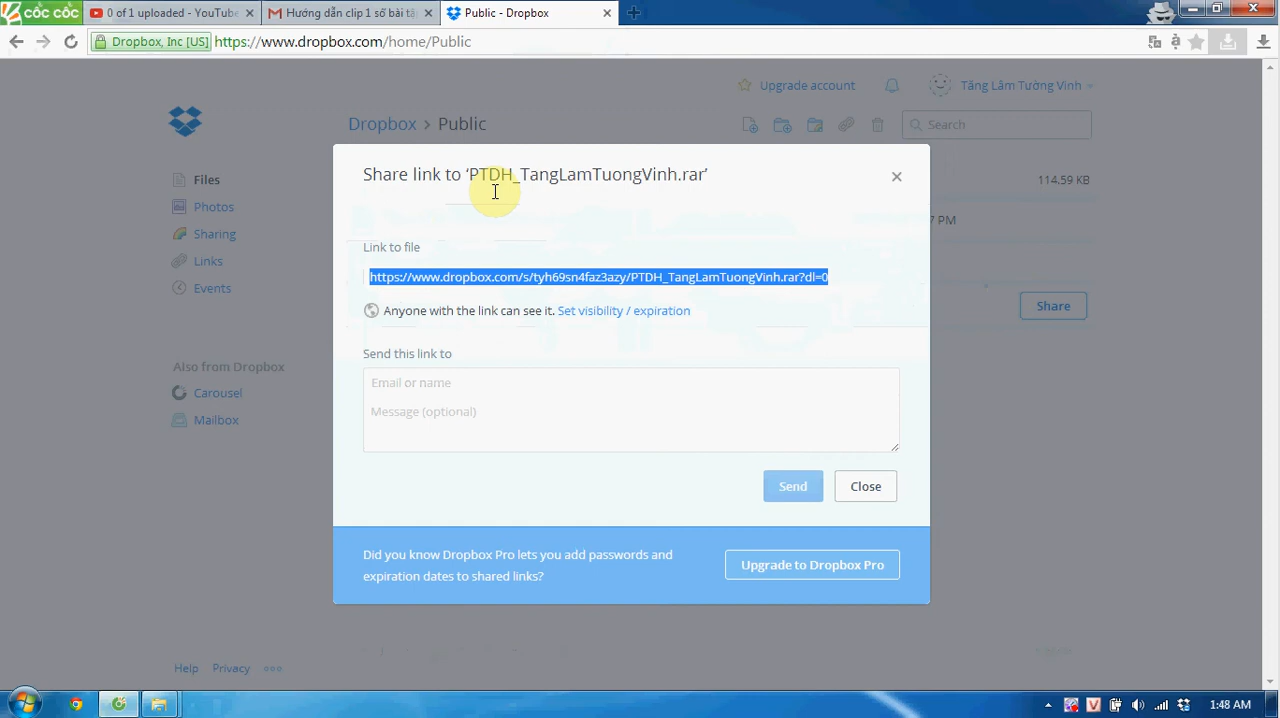 CỐC CỐC
0 of 1 uploaded - YouTube
Hướng dẫn clip 1 số bài tậ
Public - Dropbox
Dropbox, Inc [US]
https://www.dropbox.com/home/Public
Upgrade account
Tăng Lâm Tường Vinh
Dropbox › Public
Search
Files
Photos
Sharing
Links
Events
Also from Dropbox
Carousel
Mailbox
114.59 KB
7 PM
Share
Share link to ‘PTDH_TangLamTuongVinh.rar’
Link to file
https://www.dropbox.com/s/tyh69sn4faz3azy/PTDH_TangLamTuongVinh.rar?dl=0
Anyone with the link can see it. Set visibility / expiration
Send this link to
Email or name
Message (optional)
Send
Close
Did you know Dropbox Pro lets you add passwords and
expiration dates to shared links?
Upgrade to Dropbox Pro
Help
Privacy
1:48 AM